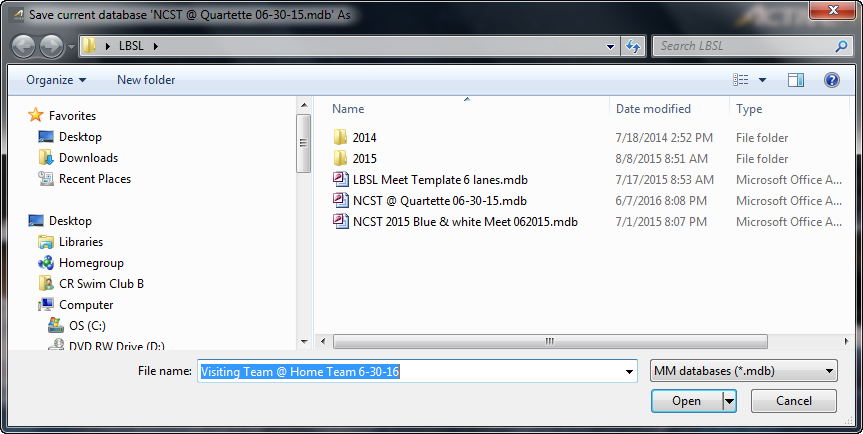 Save current database 'NCST @ Quartette 06-30-15.mdb' As
LBSL
Search LBSL
Organize
New folder
Favorites
Desktop
Downloads
Recent Places
Desktop
Libraries
Homegroup
CR Swim Club B
Computer
OS (C:)
DVD RW Drive (D:)
Name Date modified Type
2014 7/18/2014 2:52 PM File folder
2015 8/8/2015 8:51 AM File folder
LBSL Meet Template 6 lanes.mdb 7/17/2015 8:53 AM Microsoft Office A...
NCST @ Quartette 06-30-15.mdb 6/7/2016 8:08 PM Microsoft Office A...
NCST 2015 Blue & white Meet 062015.mdb 7/1/2015 8:07 PM Microsoft Office A...
File name: Visiting Team @ Home Team 6-30-16 MM databases (*.mdb)
Open Cancel